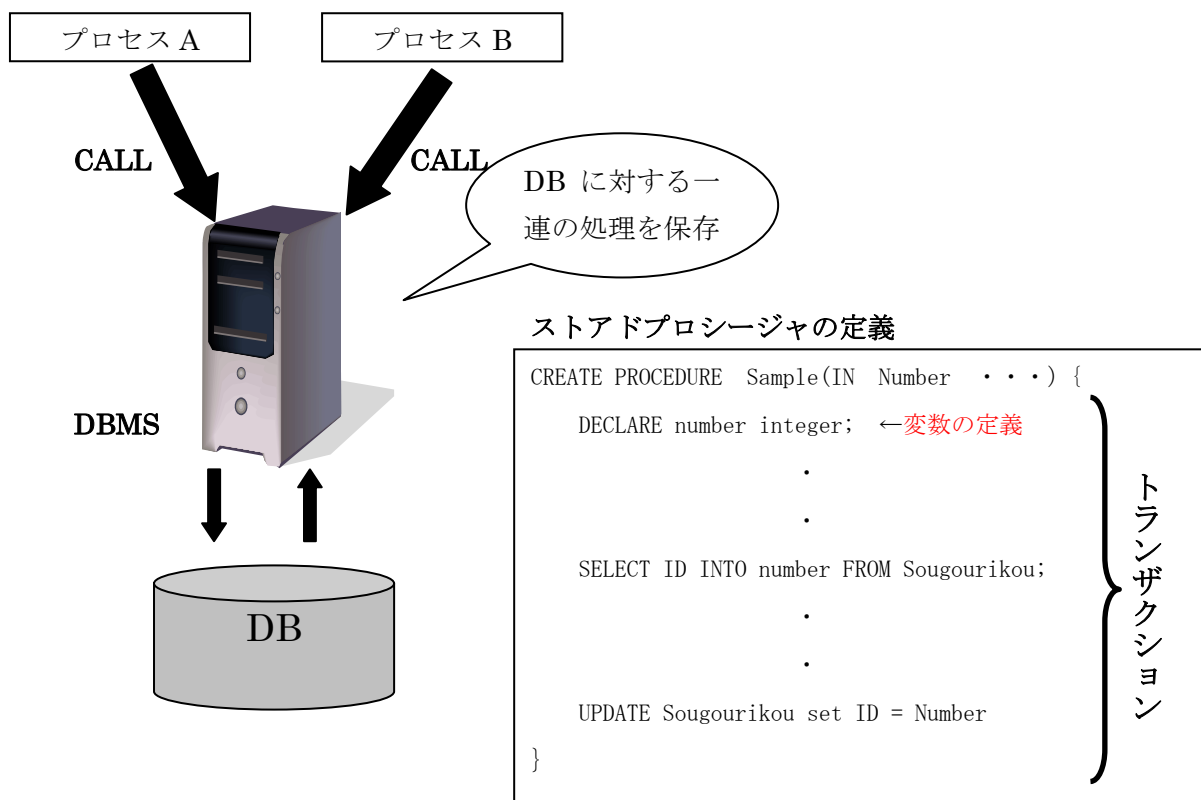 プロセス A
プロセス B
CALL
CALL
DB に対する一
連の処理を保存
DBMS
DB
ストアドプロシージャの定義
CREATE PROCEDURE Sample(IN Number ・・・) {
DECLARE number integer; ←変数の定義
・
・
SELECT ID INTO number FROM Sougourikou;
・
・
UPDATE Sougourikou set ID = Number
}
トランザクション